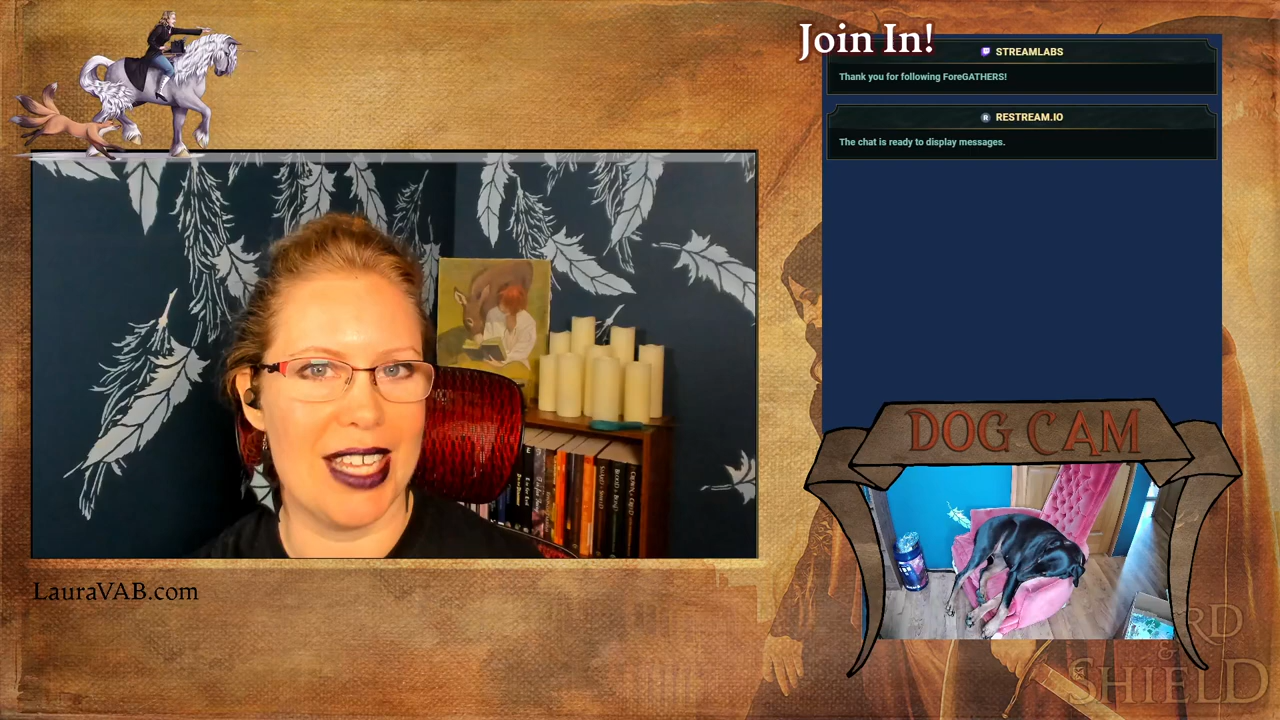 Join In!
STREAMLABS
Thank you for following ForeGATHERS!
RESTREAM.IO
The chat is ready to display messages.
DOG CAM
LauraVAB.com
&
SHIELD